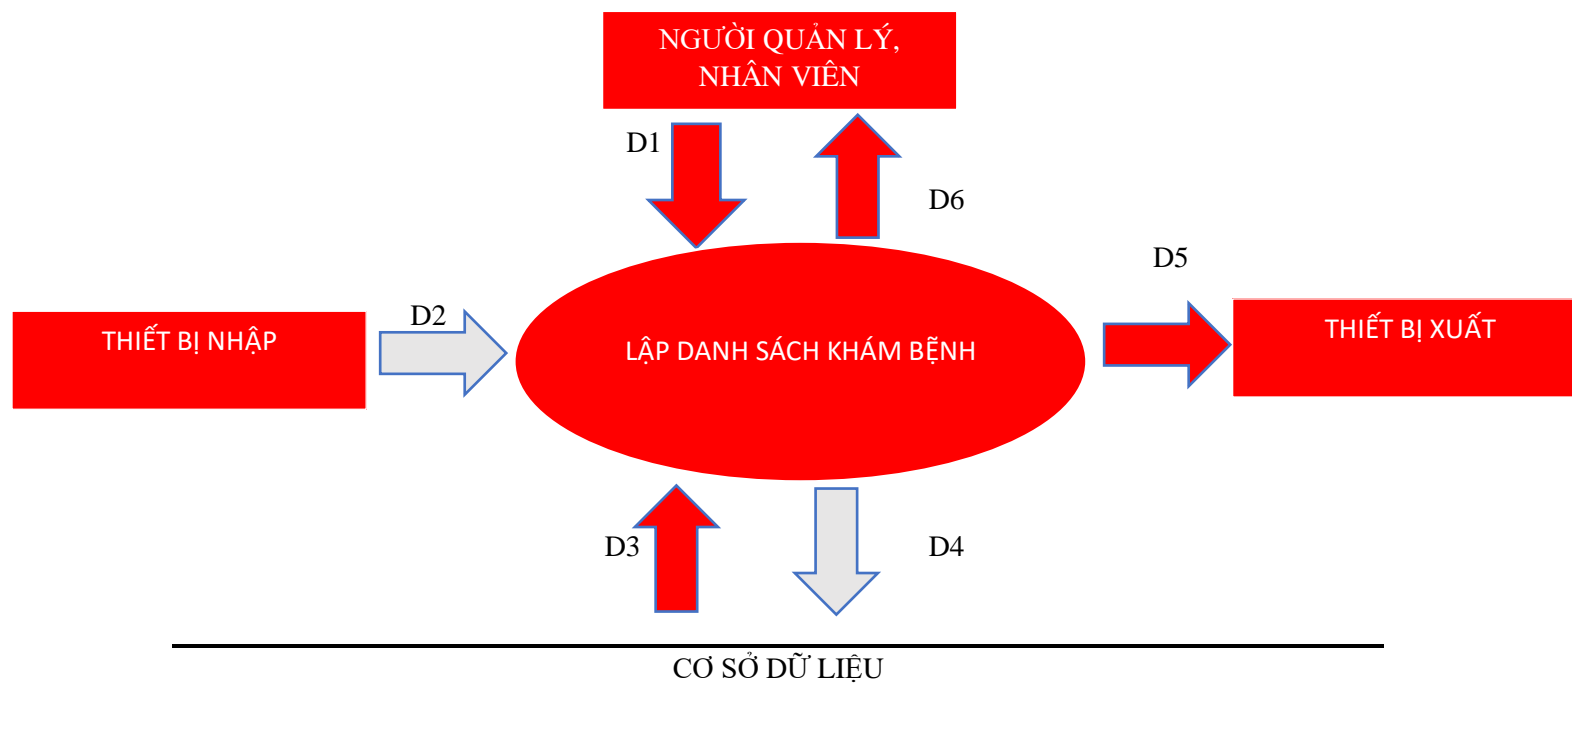 NGƯỜI QUẢN LÝ,
NHÂN VIÊN
D1
D6
D5
D2
THIẾT BỊ NHẬP
LẬP DANH SÁCH KHÁM BỆNH
THIẾT BỊ XUẤT
D3
D4
CƠ SỞ DỮ LIỆU